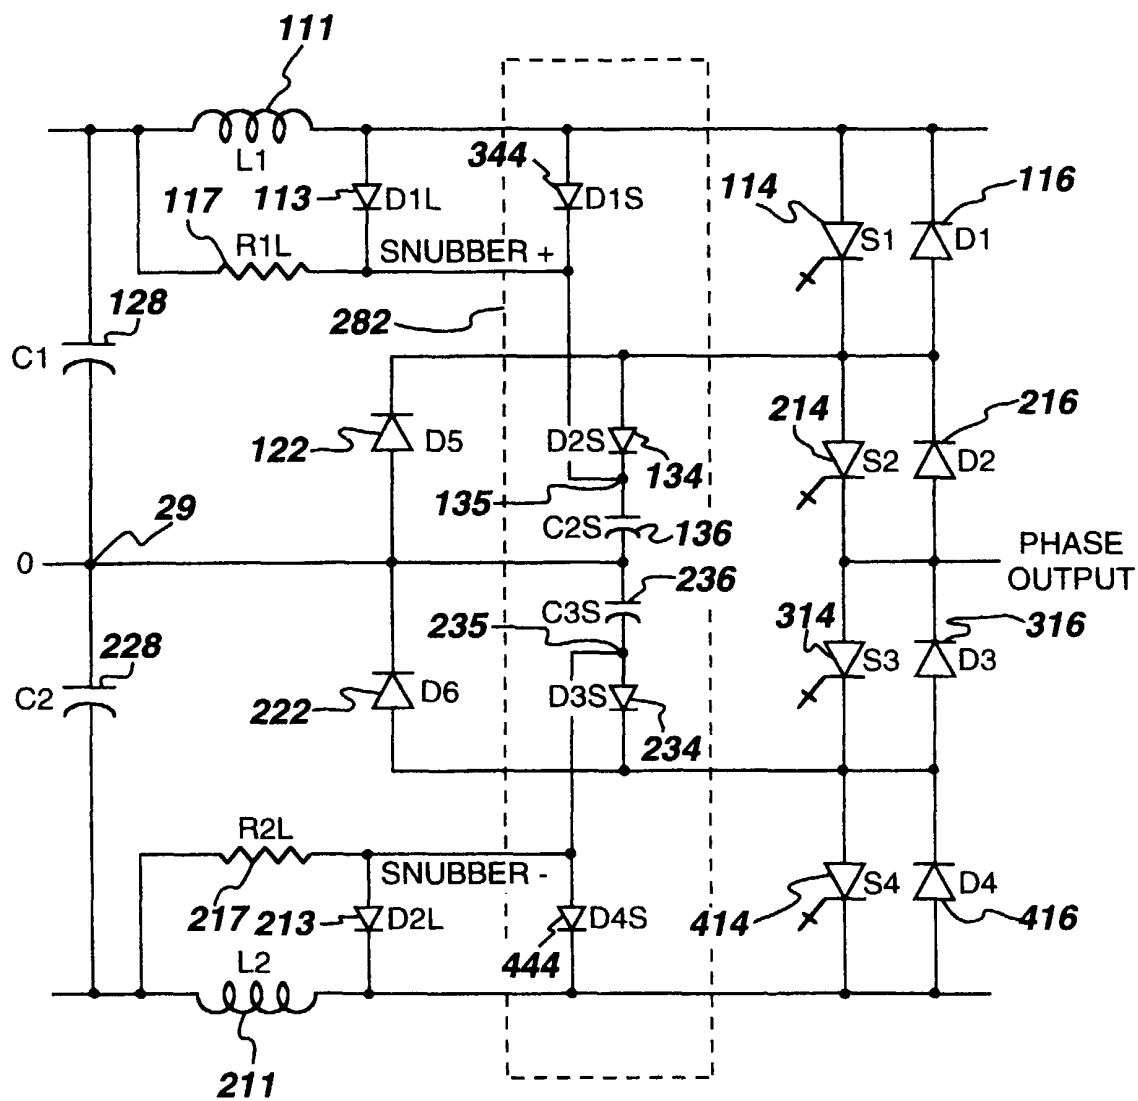 111
L1
344
117
113
D1L
D1S
114
S1
116
D1
R1L
SNUBBER +
128
C1
282
122
D5
D2S
134
135
214
S2
216
D2
29
C2S
136
0
PHASE
OUTPUT
C3S
236
235
314
S3
316
D3
228
C2
222
D6
D3S
234
R2L
SNUBBER -
217
213
D2L
D4S
444
414
S4
D4
416
L2
211